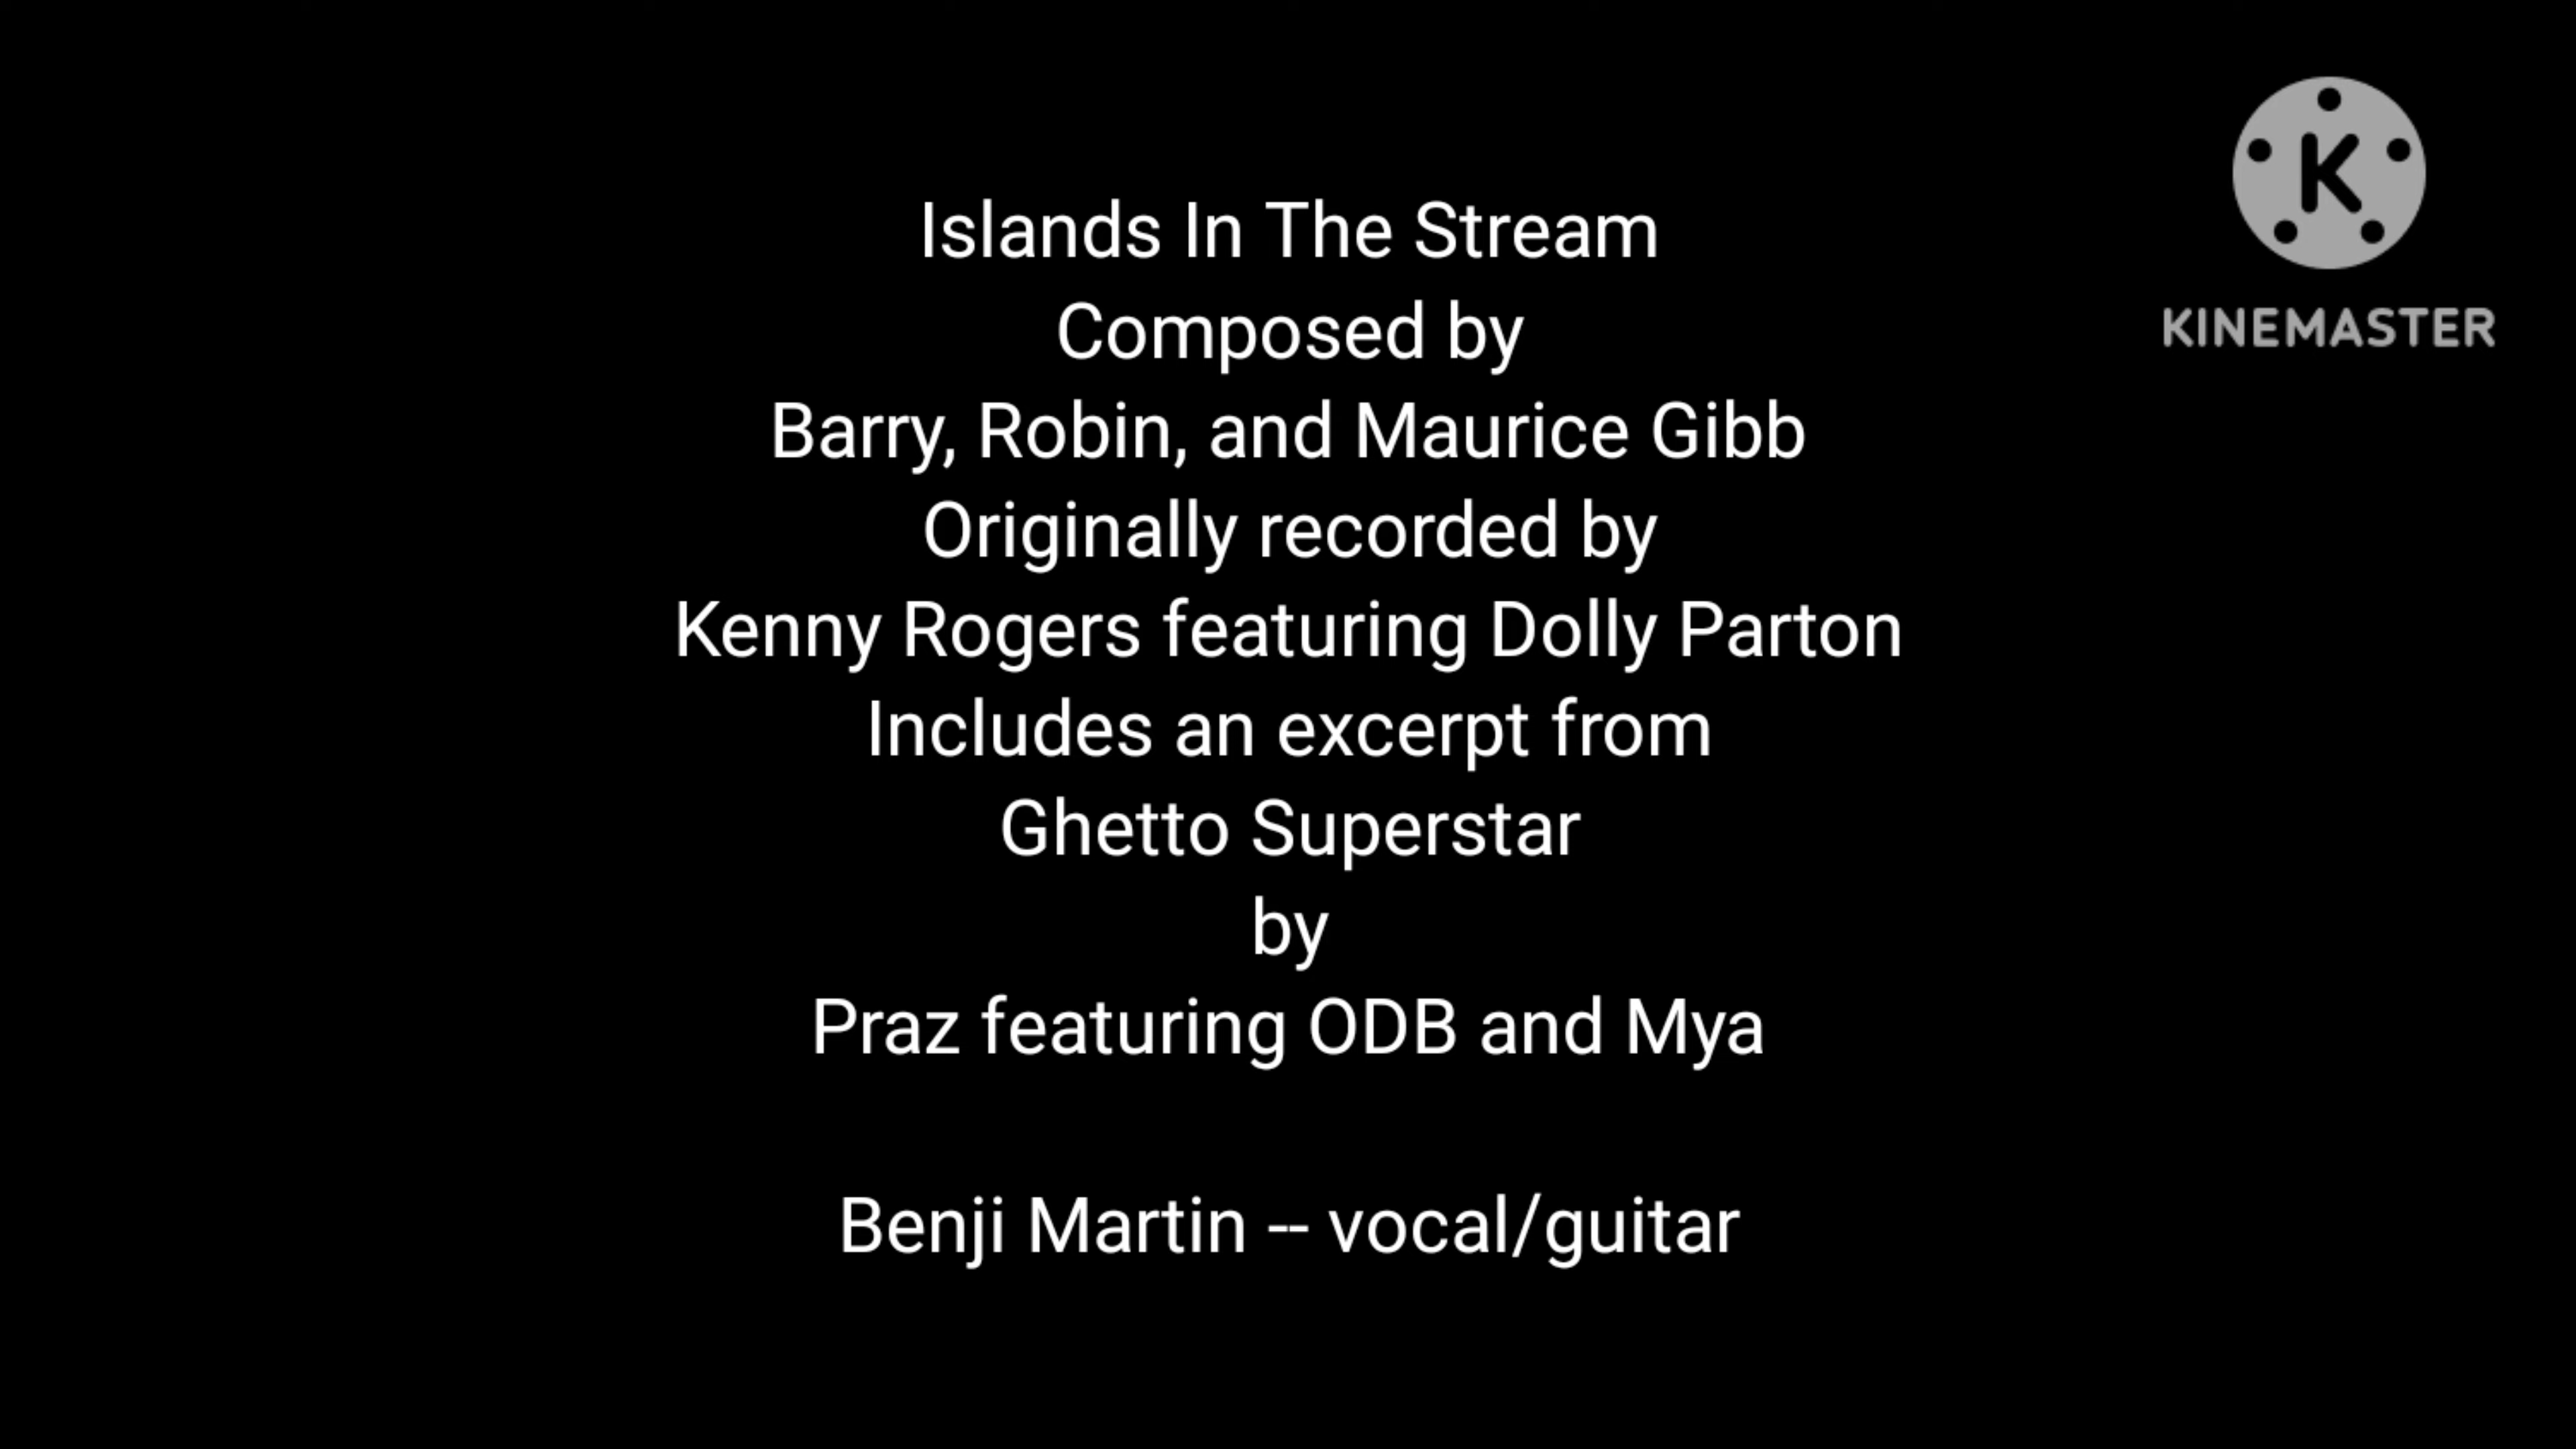 Islands In The Stream
Composed by
Barry, Robin, and Maurice Gibb
Originally recorded by
Kenny Rogers featuring Dolly Parton
Includes an excerpt from
Ghetto Superstar
by
Praz featuring ODB and Mya
Benji Martin -- vocal/guitar
K
KINEMASTER